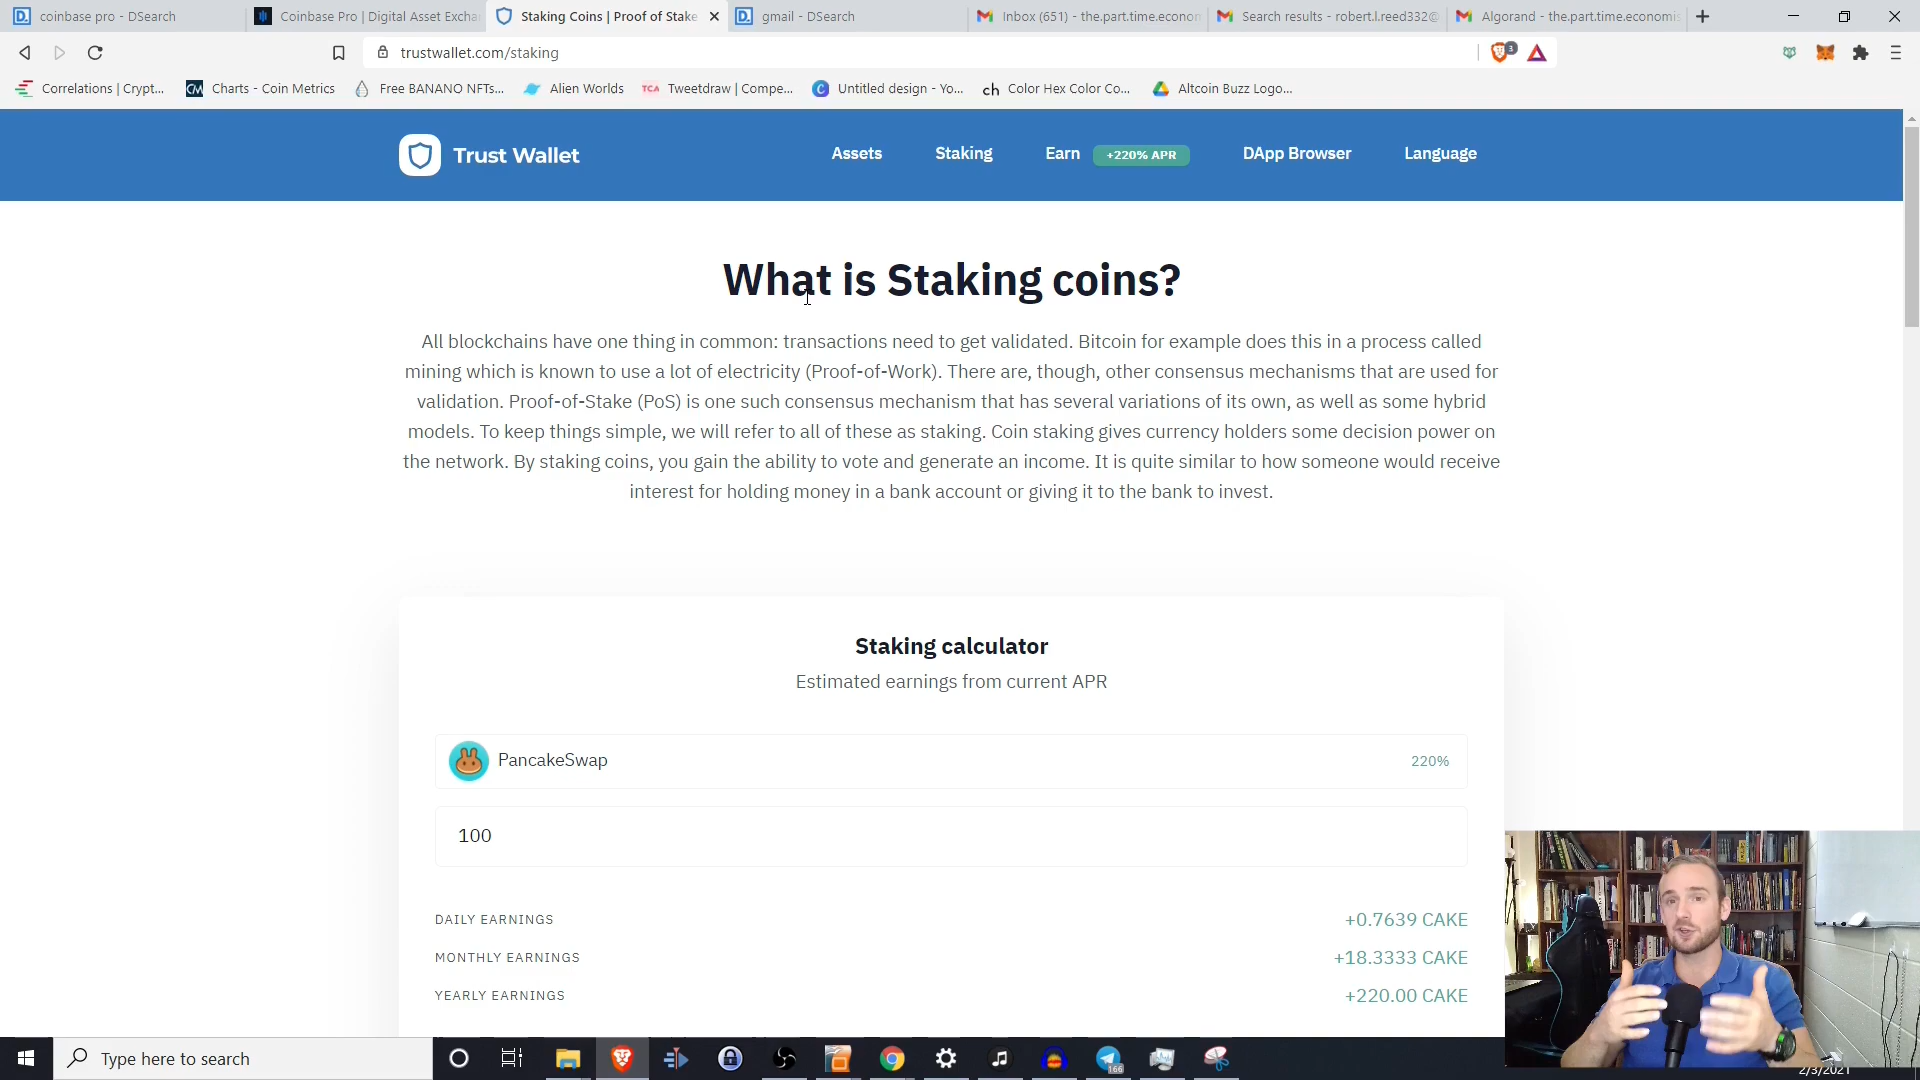 coinbase pro - DSearch
Coinbase Pro | Digital Asset Excha
Staking Coins | Proof of Stake
gmail - DSearch
Inbox (651) - the.part.time.econom
Search results - robert.l.reed332@
Algorand - the.part.time.economis
trustwallet.com/staking
3
Correlations | Crypt...
CM Charts - Coin Metrics
Free BANANO NFTs...
Alien Worlds
TCA Tweetdraw | Compe...
Untitled design - Yo...
ch Color Hex Color Co...
Altcoin Buzz Logo...
Trust Wallet
Assets
Staking
Earn +220% APR
DApp Browser
Language
What is Staking coins?
All blockchains have one thing in common: transactions need to get validated. Bitcoin for example does this in a process called
mining which is known to use a lot of electricity (Proof-of-Work). There are, though, other consensus mechanisms that are used for
validation. Proof-of-Stake (PoS) is one such consensus mechanism that has several variations of its own, as well as some hybrid
models. To keep things simple, we will refer to all of these as staking. Coin staking gives currency holders some decision power on
the network. By staking coins, you gain the ability to vote and generate an income. It is quite similar to how someone would receive
interest for holding money in a bank account or giving it to the bank to invest.
Staking calculator
Estimated earnings from current APR
PancakeSwap 220%
100
DAILY EARNINGS +0.7639 CAKE
MONTHLY EARNINGS +18.3333 CAKE
YEARLY EARNINGS +220.00 CAKE
Type here to search
166
2/3/2021